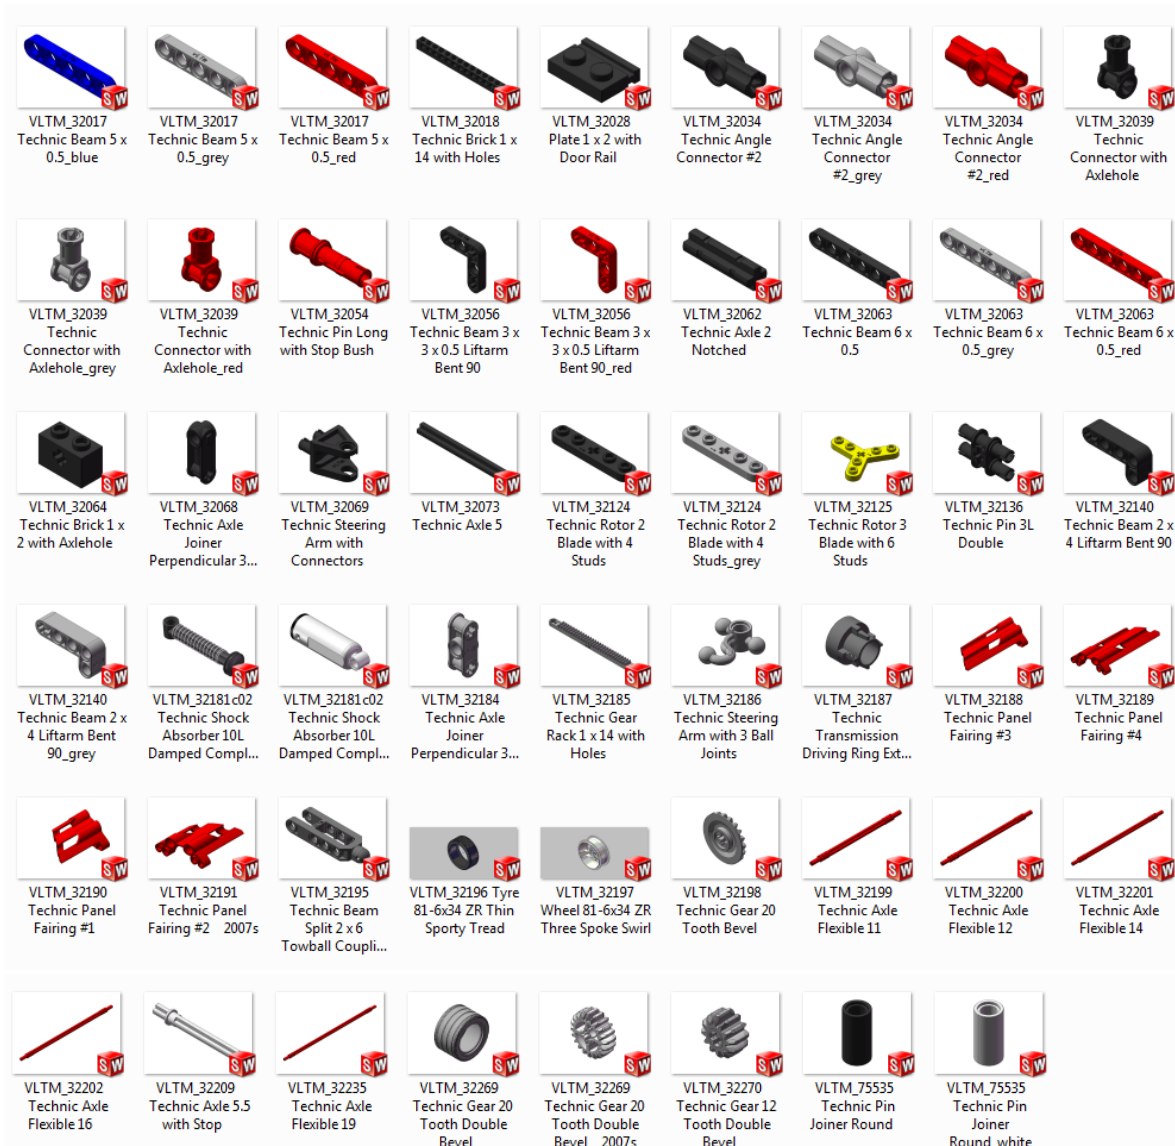 VLTM_32017
Technic Beam 5 x
0.5_blue
VLTM_32017
Technic Beam 5 x
0.5_grey
VLTM_32017
Technic Beam 5 x
0.5_red
VLTM_32018
Technic Brick 1 x
14 with Holes
VLTM_32028
Plate 1 x 2 with
Door Rail
VLTM_32034
Technic Angle
Connector #2
VLTM_32034
Technic Angle
Connector
#2_grey
VLTM_32034
Technic Angle
Connector
#2_red
VLTM_32039
Technic
Connector with
Axlehole
VLTM_32039
Technic
Connector with
Axlehole_grey
VLTM_32039
Technic
Connector with
Axlehole_red
VLTM_32054
Technic Pin Long
with Stop Bush
VLTM_32056
Technic Beam 3 x
3 x 0.5 Liftarm
Bent 90
VLTM_32056
Technic Beam 3 x
3 x 0.5 Liftarm
Bent 90_red
VLTM_32062
Technic Axle 2
Notched
VLTM_32063
Technic Beam 6 x
0.5
VLTM_32063
Technic Beam 6 x
0.5_grey
VLTM_32063
Technic Beam 6 x
0.5_red
VLTM_32064
Technic Brick 1 x
2 with Axlehole
VLTM_32068
Technic Axle
Joiner
Perpendicular 3...
VLTM_32069
Technic Steering
Arm with
Connectors
VLTM_32073
Technic Axle 5
VLTM_32124
Technic Rotor 2
Blade with 4
Studs
VLTM_32124
Technic Rotor 2
Blade with 4
Studs_grey
VLTM_32125
Technic Rotor 3
Blade with 6
Studs
VLTM_32136
Technic Pin 3L
Double
VLTM_32140
Technic Beam 2 x
4 Liftarm Bent 90
VLTM_32140
Technic Beam 2 x
4 Liftarm Bent
90_grey
VLTM_32181c02
Technic Shock
Absorber 10L
Damped Compl...
VLTM_32181c02
Technic Shock
Absorber 10L
Damped Compl...
VLTM_32184
Technic Axle
Joiner
Perpendicular 3...
VLTM_32185
Technic Gear
Rack 1 x 14 with
Holes
VLTM_32186
Technic Steering
Arm with 3 Ball
Joints
VLTM_32187
Technic
Transmission
Driving Ring Ext...
VLTM_32188
Technic Panel
Fairing #3
VLTM_32189
Technic Panel
Fairing #4
VLTM_32190
Technic Panel
Fairing #1
VLTM_32191
Technic Panel
Fairing #2 2007s
VLTM_32195
Technic Beam
Split 2 x 6
Towball Coupli...
VLTM_32196 Tyre
81-6x34 ZR Thin
Sporty Tread
VLTM_32197
Wheel 81-6x34 ZR
Three Spoke Swirl
VLTM_32198
Technic Gear 20
Tooth Bevel
VLTM_32199
Technic Axle
Flexible 11
VLTM_32200
Technic Axle
Flexible 12
VLTM_32201
Technic Axle
Flexible 14
VLTM_32202
Technic Axle
Flexible 16
VLTM_32209
Technic Axle 5.5
with Stop
VLTM_32235
Technic Axle
Flexible 19
VLTM_32269
Technic Gear 20
Tooth Double
Bevel
VLTM_32269
Technic Gear 20
Tooth Double
Bevel 2007s
VLTM_32270
Technic Gear 12
Tooth Double
Bevel
VLTM_75535
Technic Pin
Joiner Round
VLTM_75535
Technic Pin
Joiner
Round_white